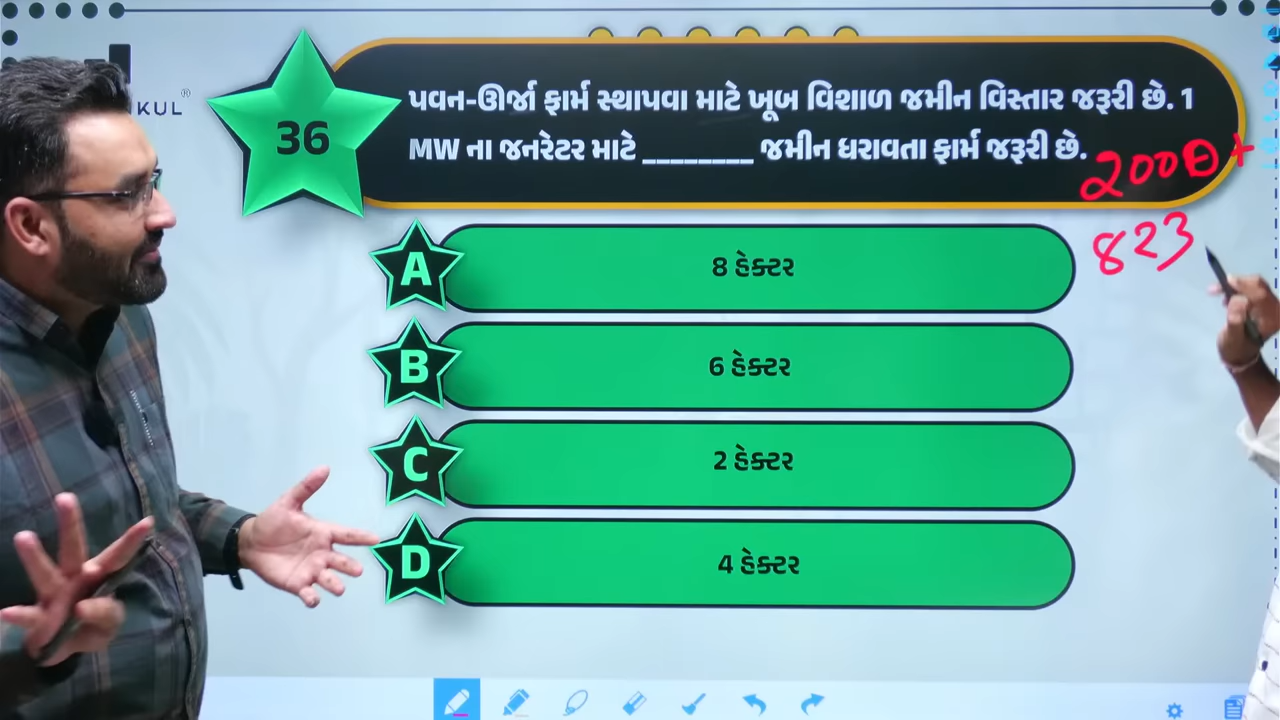 KUL®
36
પવન-ઊર્જા ફાર્મ સ્થાપવા માટે ખૂબ વિશાળ જમીન વિસ્તાર જરૂરી છે. 1
MW ના જનરેટર માટે ________ જમીન ધરાવતા ફાર્મ જરૂરી છે.
2000+
823
A
8 હેક્ટર
B
6 હેક્ટર
C
2 હેક્ટર
D
4 હેક્ટર